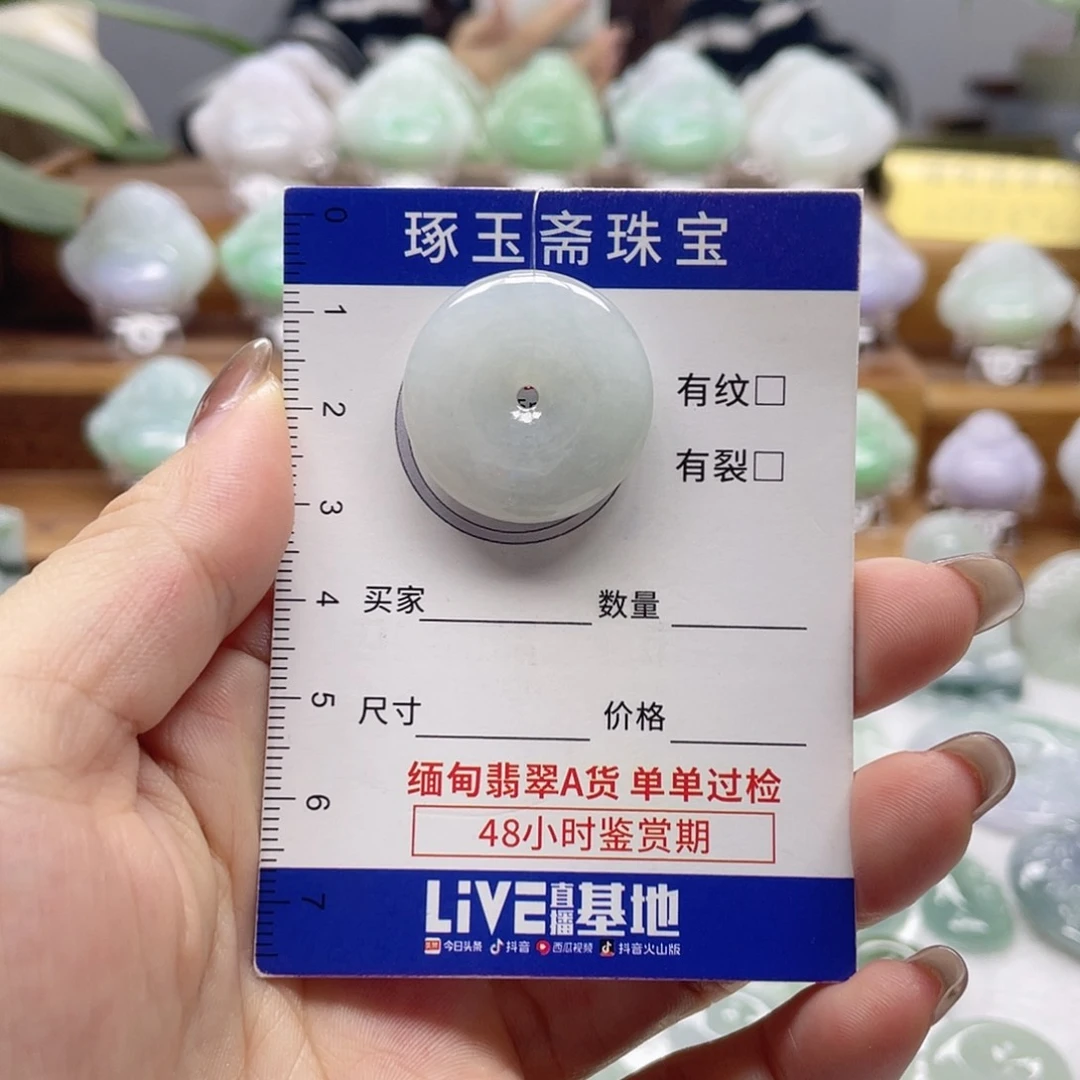 琢玉斋珠宝
0
1
2
3
4
5
6
7
有纹□
有裂□
买家
数量
尺寸
价格
缅甸翡翠A货 单单过检
48小时鉴赏期
LiVE直播基地
今日头条 抖音 西瓜视频 抖音火山版